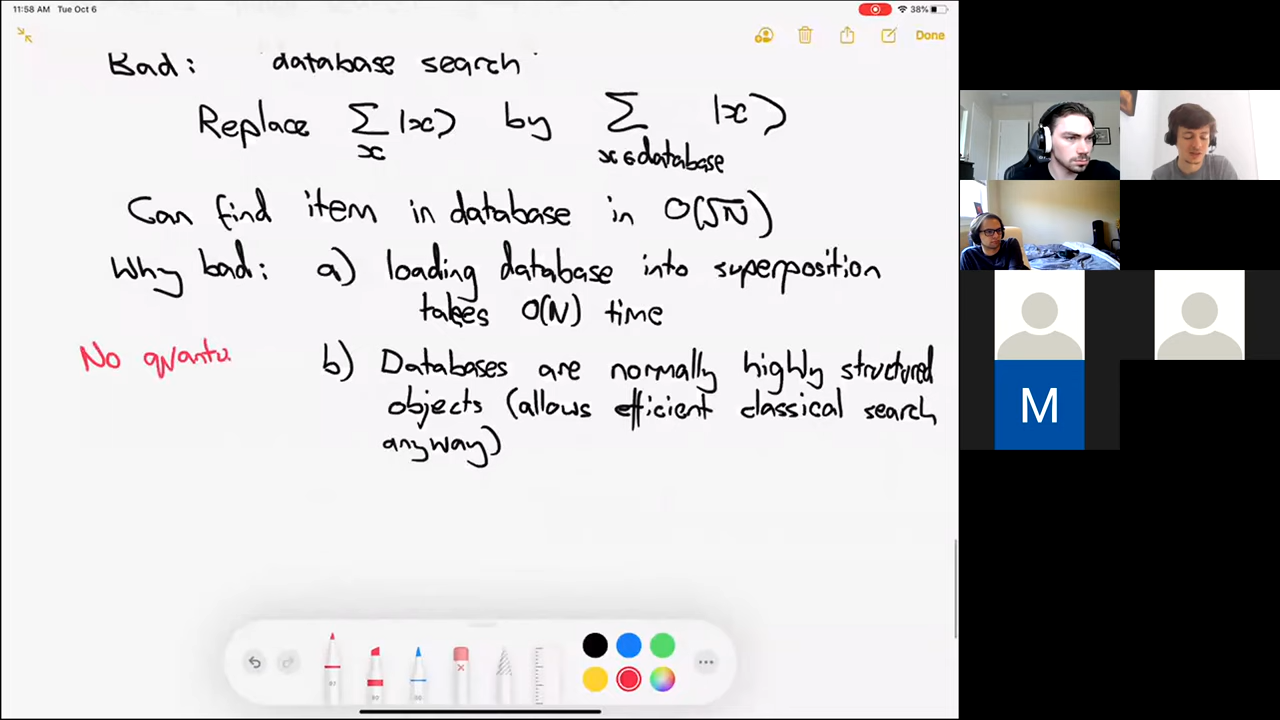 11:58 AM Tue Oct 6
38%
Done
Bad: database search
Replace ∑ |x⟩ by ∑ |x⟩
x x∈database
Can find item in database in O(√N)
Why bad: a) loading database into superposition
takes O(N) time
No quantu
b) Databases are normally highly structured
objects (allows efficient classical search
anyway)
M